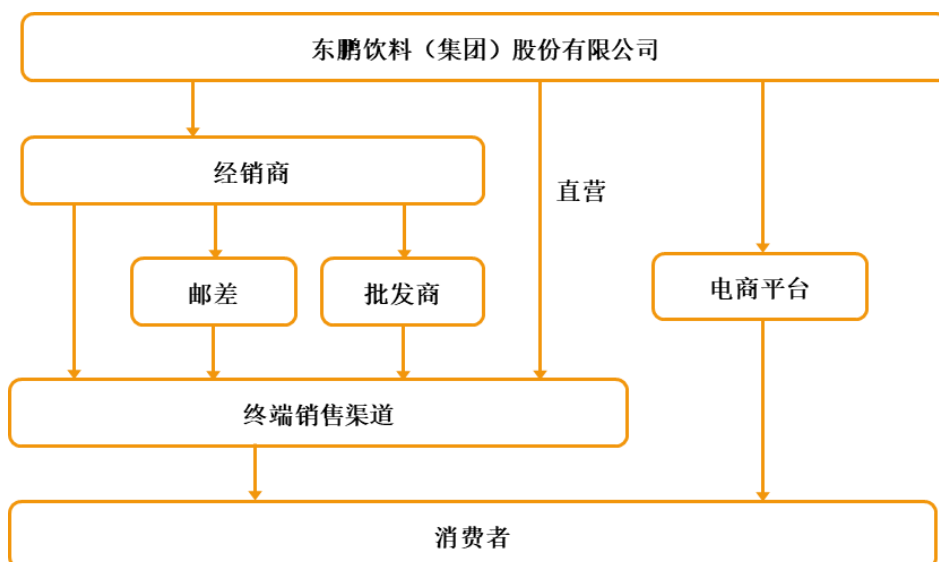 东鹏饮料（集团）股份有限公司
经销商
直营
邮差
批发商
电商平台
终端销售渠道
消费者